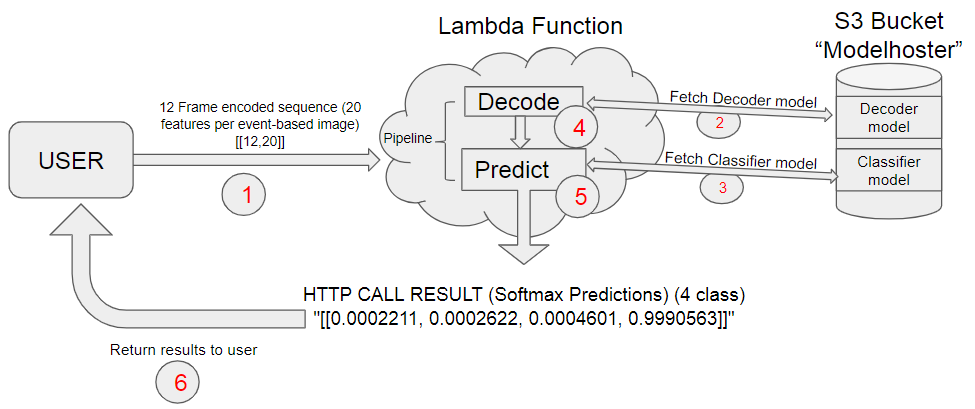 Lambda Function
S3 Bucket
“Modelhoster”
12 Frame encoded sequence (20
features per event-based image)
[[12,20]]
USER
1
Pipeline
Decode
4
Predict
5
Fetch Decoder model
2
Fetch Classifier model
3
Decoder
model
Classifier
model
HTTP CALL RESULT (Softmax Predictions) (4 class)
"[[0.0002211, 0.0002622, 0.0004601, 0.9990563]]"
Return results to user
6